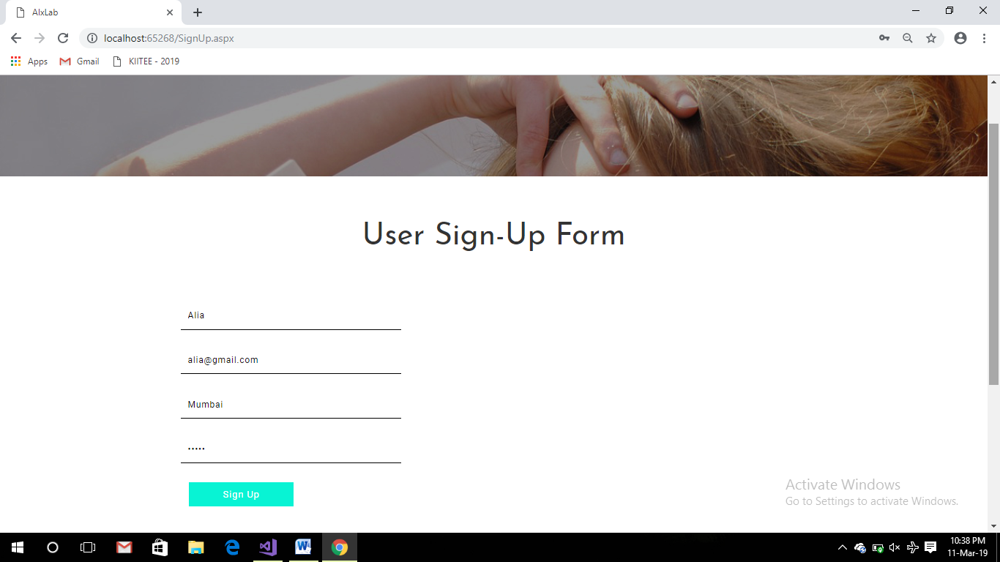 AlxLab
localhost:65268/SignUp.aspx
Apps Gmail KIITEE - 2019
User Sign-Up Form
Alia
alia@gmail.com
Mumbai
•••••
Sign Up
Activate Windows
Go to Settings to activate Windows.
10:38 PM
11-Mar-19